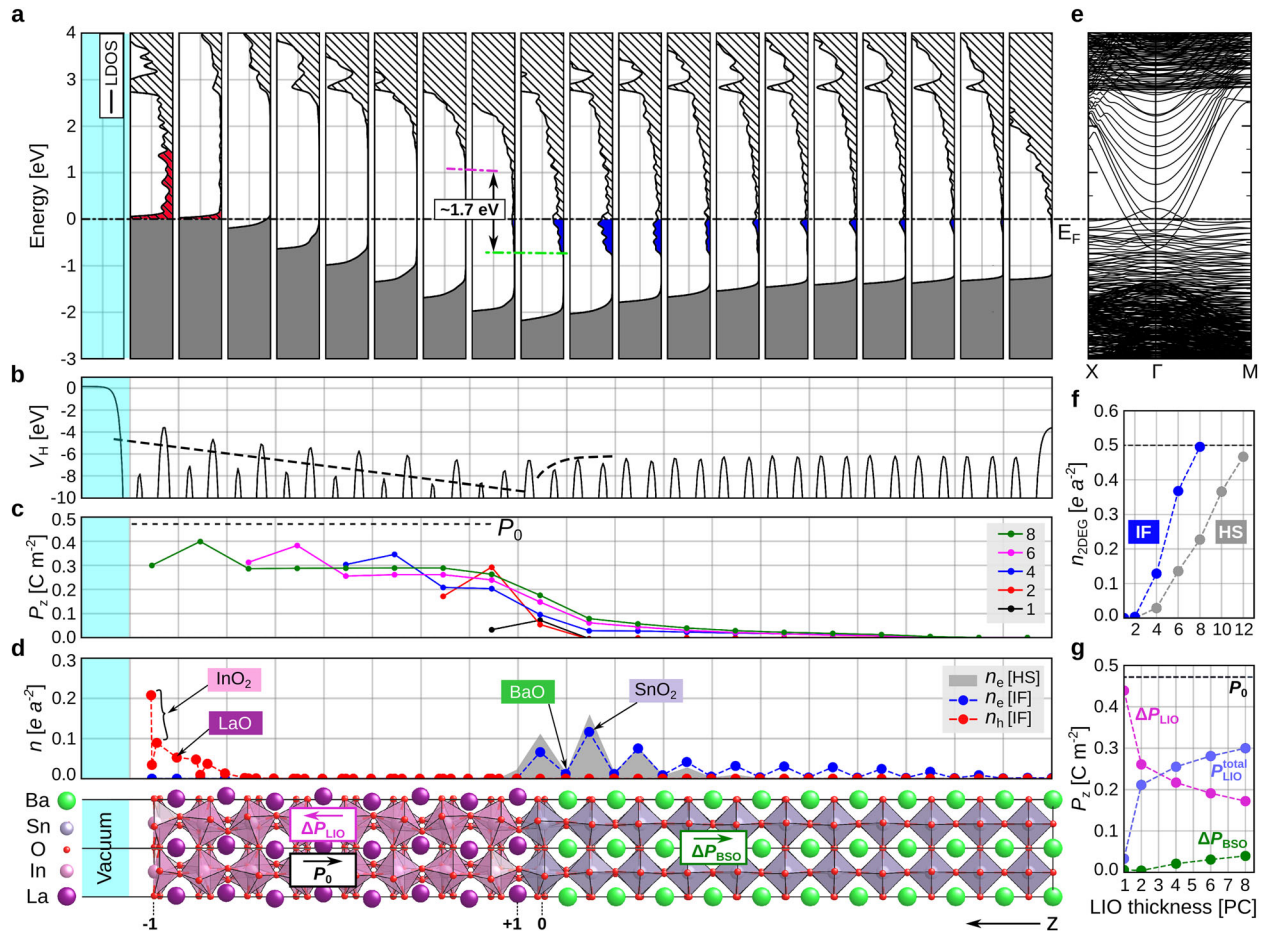 a
Energy [eV]
4
3
2
1
0
-1
-2
-3
LDOS
~1.7 eV
E_F
e
X
Γ
M
b
V_H [eV]
0
-2
-4
-6
-8
-10
c
P_z [C m⁻²]
0.5
0.4
0.3
0.2
0.1
0.0
P₀
8
6
4
2
1
d
n [e a⁻²]
0.3
0.2
0.1
0.0
InO₂
LaO
BaO
SnO₂
n_e [HS]
n_e [IF]
n_h [IF]
Ba
Sn
O
In
La
Vacuum
ΔP_LIO
P₀
ΔP_BSO
-1
+1
0
Z
f
n_2DEG [e a⁻²]
0.6
0.5
0.4
0.3
0.2
0.1
0.0
IF
HS
2 4 6 8 10 12
g
P_z [C m⁻²]
0.5
0.4
0.3
0.2
0.1
0.0
P₀
ΔP_LIO
P_LIO^total
ΔP_BSO
1 2 3 4 5 6 7 8
LIO thickness [PC]